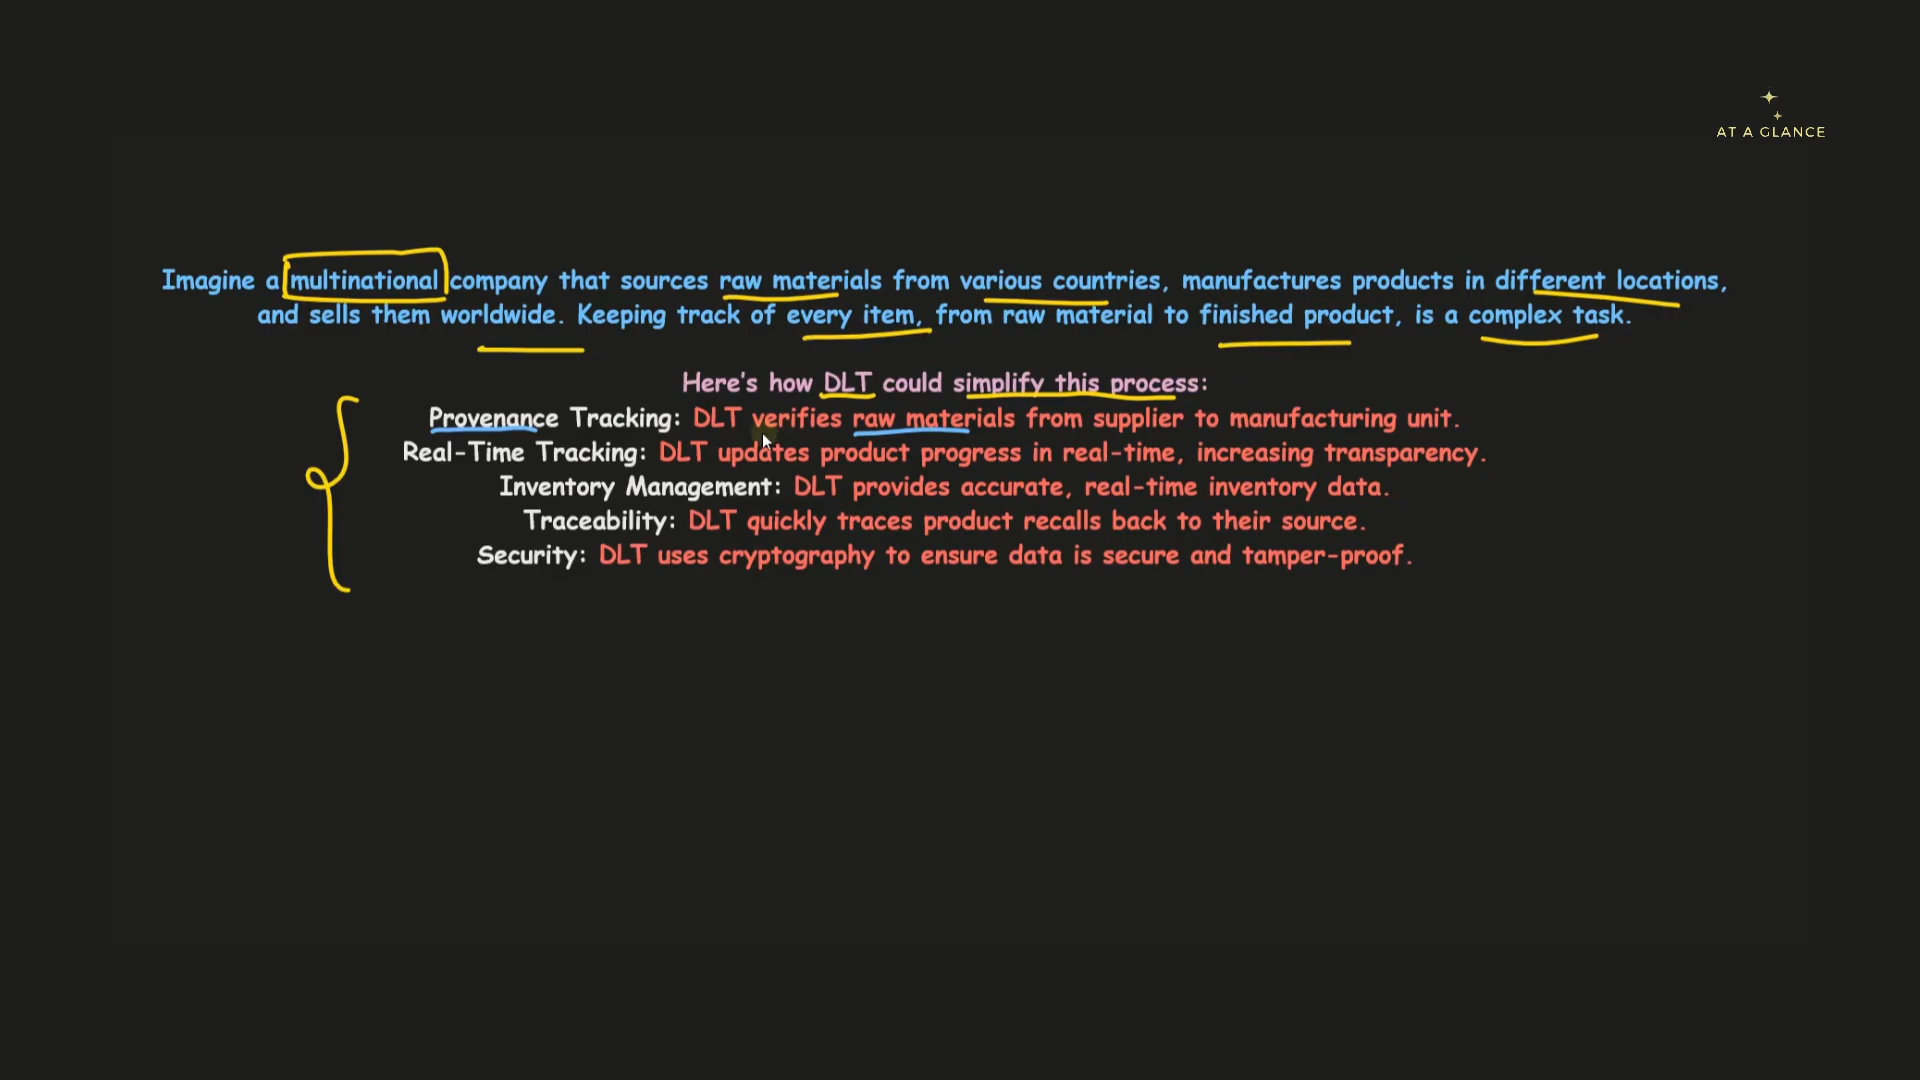 AT A GLANCE
Imagine a multinational company that sources raw materials from various countries, manufactures products in different locations,
and sells them worldwide. Keeping track of every item, from raw material to finished product, is a complex task.
Here's how DLT could simplify this process:
Provenance Tracking: DLT verifies raw materials from supplier to manufacturing unit.
Real-Time Tracking: DLT updates product progress in real-time, increasing transparency.
Inventory Management: DLT provides accurate, real-time inventory data.
Traceability: DLT quickly traces product recalls back to their source.
Security: DLT uses cryptography to ensure data is secure and tamper-proof.